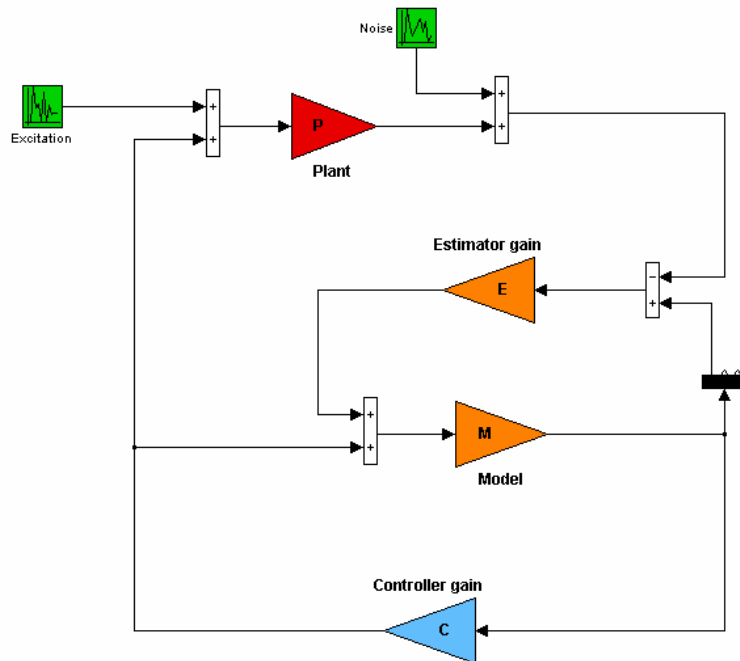 Noise
Excitation
+
+
P
Plant
+
+
Estimator gain
E
−
+
+
+
M
Model
Controller gain
C